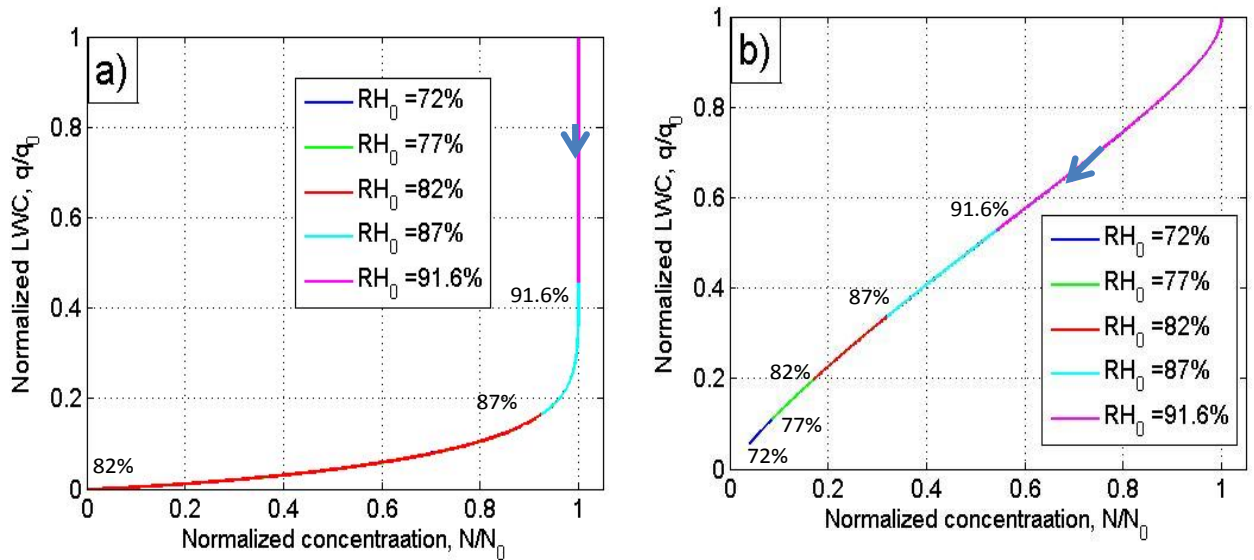 a)
1
0.8
0.6
0.4
0.2
0
Normalized LWC, q/q0
RH0 =72%
RH0 =77%
RH0 =82%
RH0 =87%
RH0 =91.6%
91.6%
87%
82%
0 0.2 0.4 0.6 0.8 1
Normalized concentraation, N/N0
b)
1
0.8
0.6
0.4
0.2
0
Normalized LWC, q/q0
91.6%
87%
82%
77%
72%
RH0 =72%
RH0 =77%
RH0 =82%
RH0 =87%
RH0 =91.6%
0 0.2 0.4 0.6 0.8 1
Normalized concentraation, N/N0